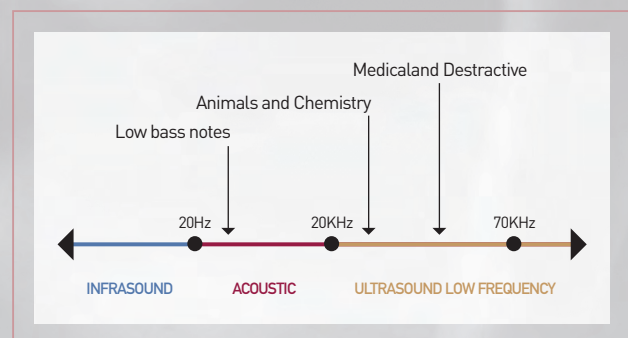 Medicaland Destractive
Animals and Chemistry
Low bass notes
20Hz 20KHz 70KHz
INFRASOUND ACOUSTIC ULTRASOUND LOW FREQUENCY